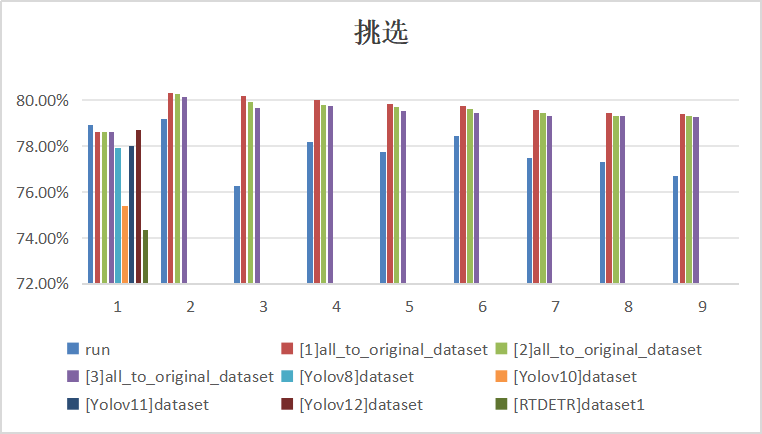 挑选
80.00%
78.00%
76.00%
74.00%
72.00%
1 2 3 4 5 6 7 8 9
run [1]all_to_original_dataset [2]all_to_original_dataset
[3]all_to_original_dataset [Yolov8]dataset [Yolov10]dataset
[Yolov11]dataset [Yolov12]dataset [RTDETR]dataset1